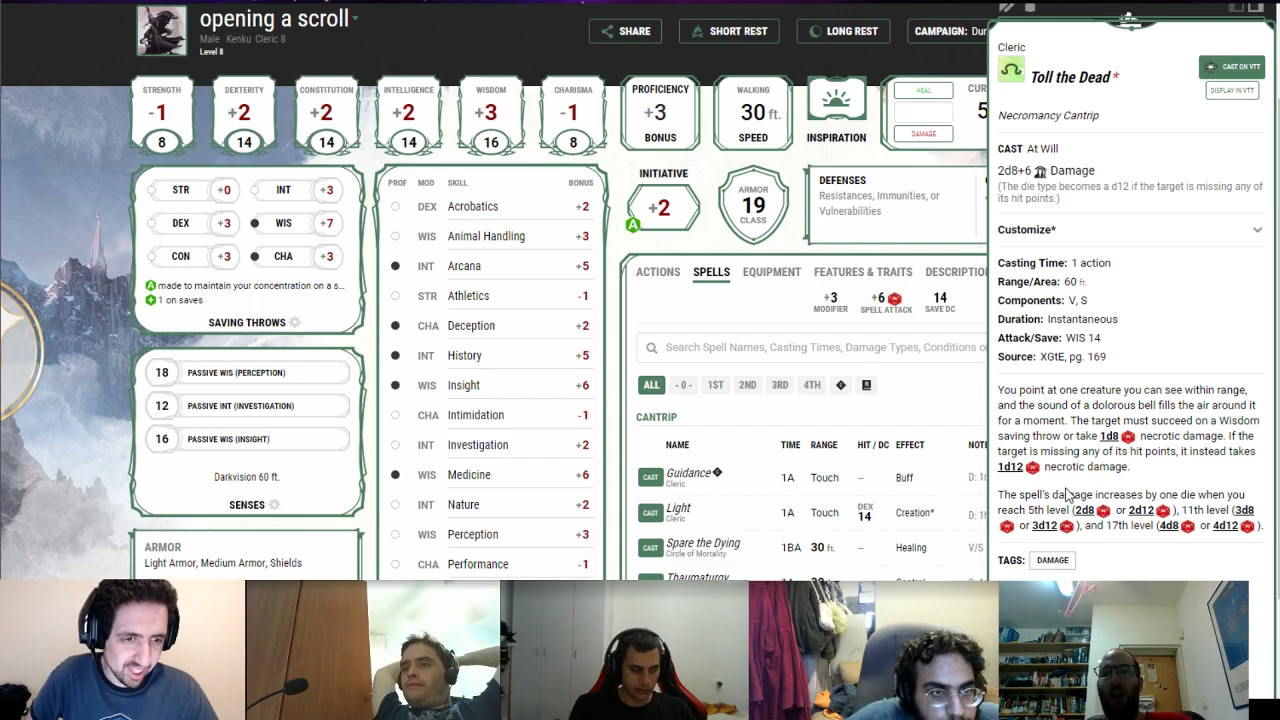 opening a scroll
Male Kenku Cleric 8
Level 8
SHARE
SHORT REST
LONG REST
CAMPAIGN:
STRENGTH
-1
8
DEXTERITY
+2
14
CONSTITUTION
+2
14
INTELLIGENCE
+2
14
WISDOM
+3
16
CHARISMA
-1
8
PROFICIENCY
+3
BONUS
WALKING
30 ft.
SPEED
INSPIRATION
HEAL
DAMAGE
STR +0
INT +3
DEX +3
WIS +7
CON +3
CHA +3
A made to maintain your concentration on a s...
1 on saves
SAVING THROWS
18 PASSIVE WIS (PERCEPTION)
12 PASSIVE INT (INVESTIGATION)
16 PASSIVE WIS (INSIGHT)
Darkvision 60 ft.
SENSES
ARMOR
Light Armor, Medium Armor, Shields
PROF MOD SKILL BONUS
DEX Acrobatics +2
WIS Animal Handling +3
INT Arcana +5
STR Athletics -1
CHA Deception +2
INT History +5
WIS Insight +6
CHA Intimidation -1
INT Investigation +2
WIS Medicine +6
INT Nature +2
WIS Perception +3
CHA Performance -1
INITIATIVE
+2
A
ARMOR
19
CLASS
DEFENSES
Resistances, Immunities, or
Vulnerabilities
ACTIONS SPELLS EQUIPMENT FEATURES & TRAITS
+3
MODIFIER
+6
SPELL ATTACK
14
SAVE DC
Search Spell Names, Casting Times, Damage Types, Conditions or
ALL - 0 - 1ST 2ND 3RD 4TH
CANTRIP
NAME TIME RANGE HIT / DC EFFECT
CAST Guidance 1A Touch -- Buff
Cleric
CAST Light 1A Touch DEX 14 Creation*
Cleric
CAST Spare the Dying 1BA 30 ft. -- Healing V/S
Circle of Mortality
Thaumaturgy
Cleric
Toll the Dead *
CAST ON VTT
DISPLAY IN VTT
Necromancy Cantrip
CAST At Will
2d8+6 Damage
(The die type becomes a d12 if the target is missing any of
its hit points.)
Customize*
Casting Time: 1 action
Range/Area: 60 ft.
Components: V, S
Duration: Instantaneous
Attack/Save: WIS 14
Source: XGtE, pg. 169
You point at one creature you can see within range,
and the sound of a dolorous bell fills the air around it
for a moment. The target must succeed on a Wisdom
saving throw or take 1d8 necrotic damage. If the
target is missing any of its hit points, it instead takes
1d12 necrotic damage.
The spell's damage increases by one die when you
reach 5th level (2d8 or 2d12 ), 11th level (3d8
or 3d12 ), and 17th level (4d8 or 4d12 ).
TAGS: DAMAGE